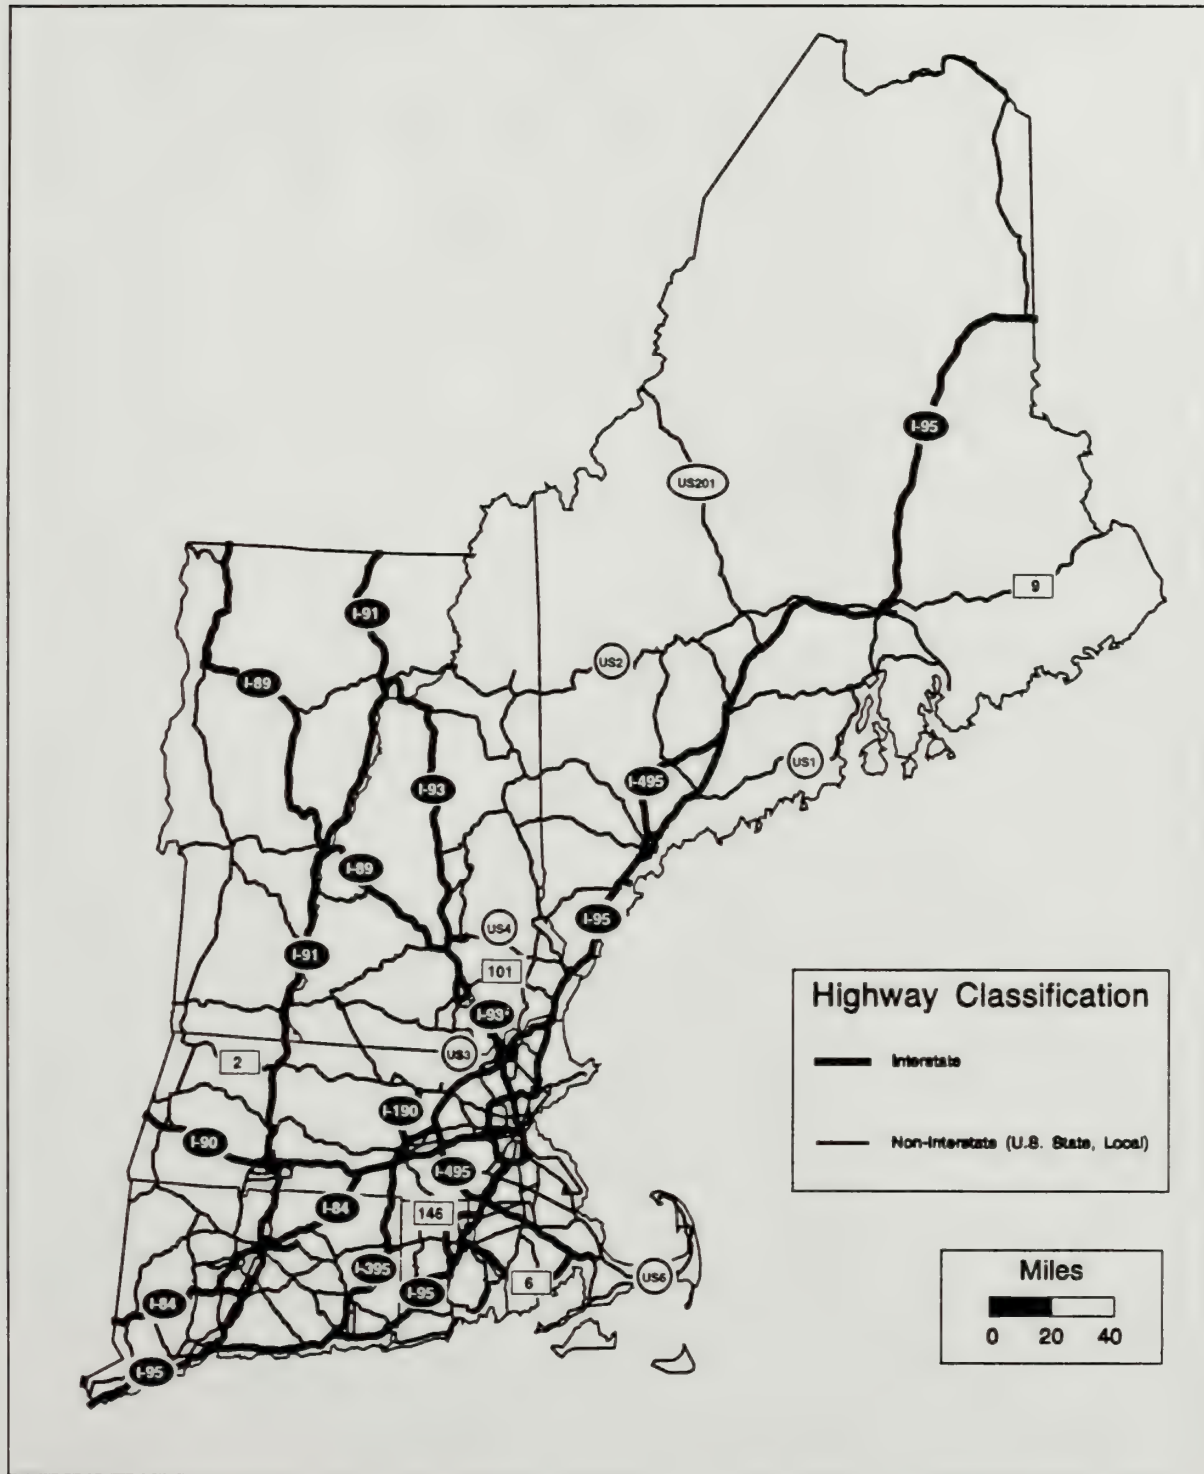 I-95
US201
9
I-91
US2
I-89
US1
I-495
I-93
I-89
I-95
US4
I-91
101
Highway Classification
I-93
US3
2
Interstate
I-190
I-90
Non-Interstate (U.S. State, Local)
I-495
I-84
146
I-395
US6
Miles
6
I-95
I-84
0 20 40
I-95